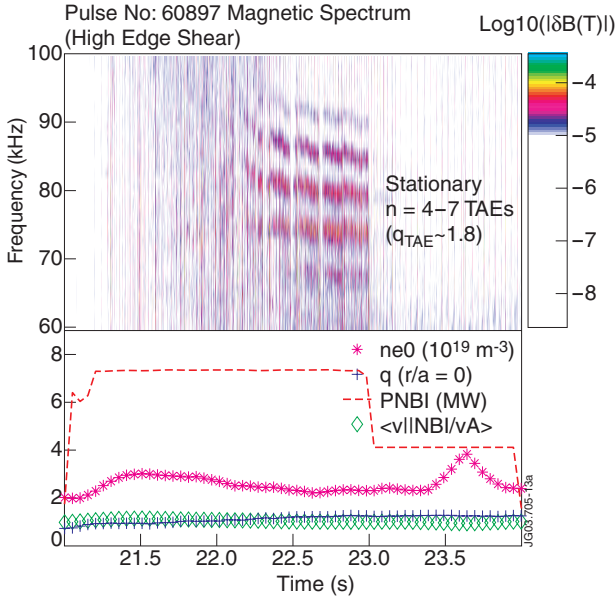 Pulse No: 60897 Magnetic Spectrum
(High Edge Shear)
Log10(|δB(T)|)
100
90
80
70
60
Frequency (kHz)
Stationary
n = 4–7 TAEs
(qTAE~1.8)
–4
–5
–6
–7
–8
8
6
4
2
0
ne0 (10¹⁹ m⁻³)
q (r/a = 0)
PNBI (MW)
<v||NBI/vA>
JG03.705-13a
21.5
22.0
22.5
23.0
23.5
Time (s)